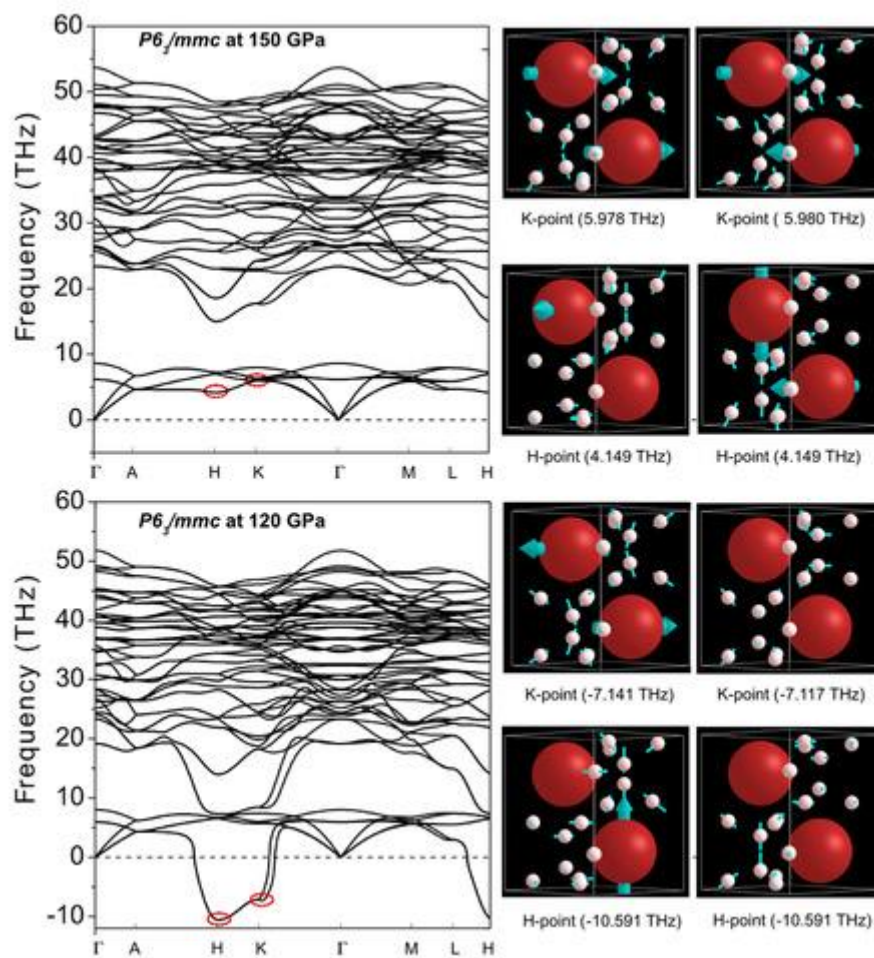 P6₃/mmc at 150 GPa
Frequency (THz)
60
50
40
30
20
10
0
Γ A H K Γ M L H
K-point (5.978 THz)
K-point ( 5.980 THz)
H-point (4.149 THz)
H-point (4.149 THz)
P6₃/mmc at 120 GPa
Frequency (THz)
60
50
40
30
20
10
0
-10
Γ A H K Γ M L H
K-point (-7.141 THz)
K-point (-7.117 THz)
H-point (-10.591 THz)
H-point (-10.591 THz)